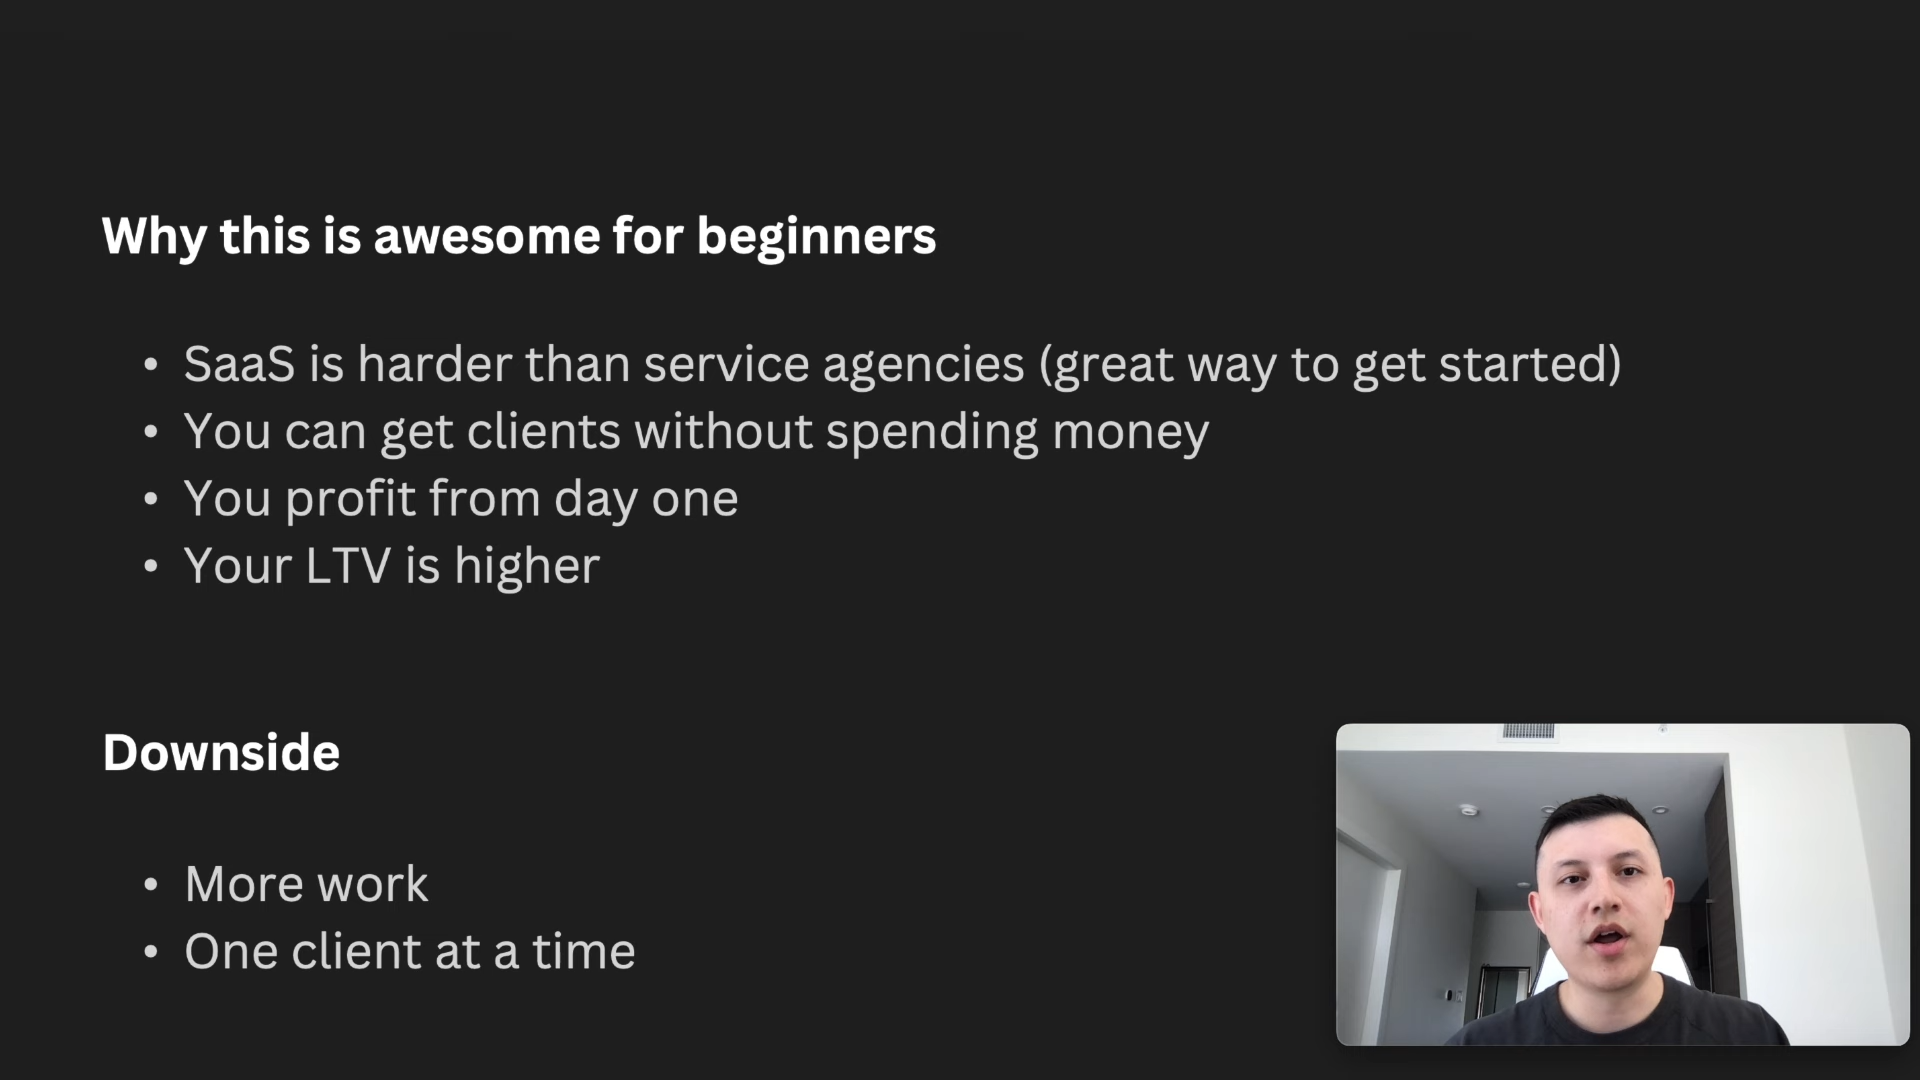 Why this is awesome for beginners
• SaaS is harder than service agencies (great way to get started)
• You can get clients without spending money
• You profit from day one
• Your LTV is higher
Downside
• More work
• One client at a time